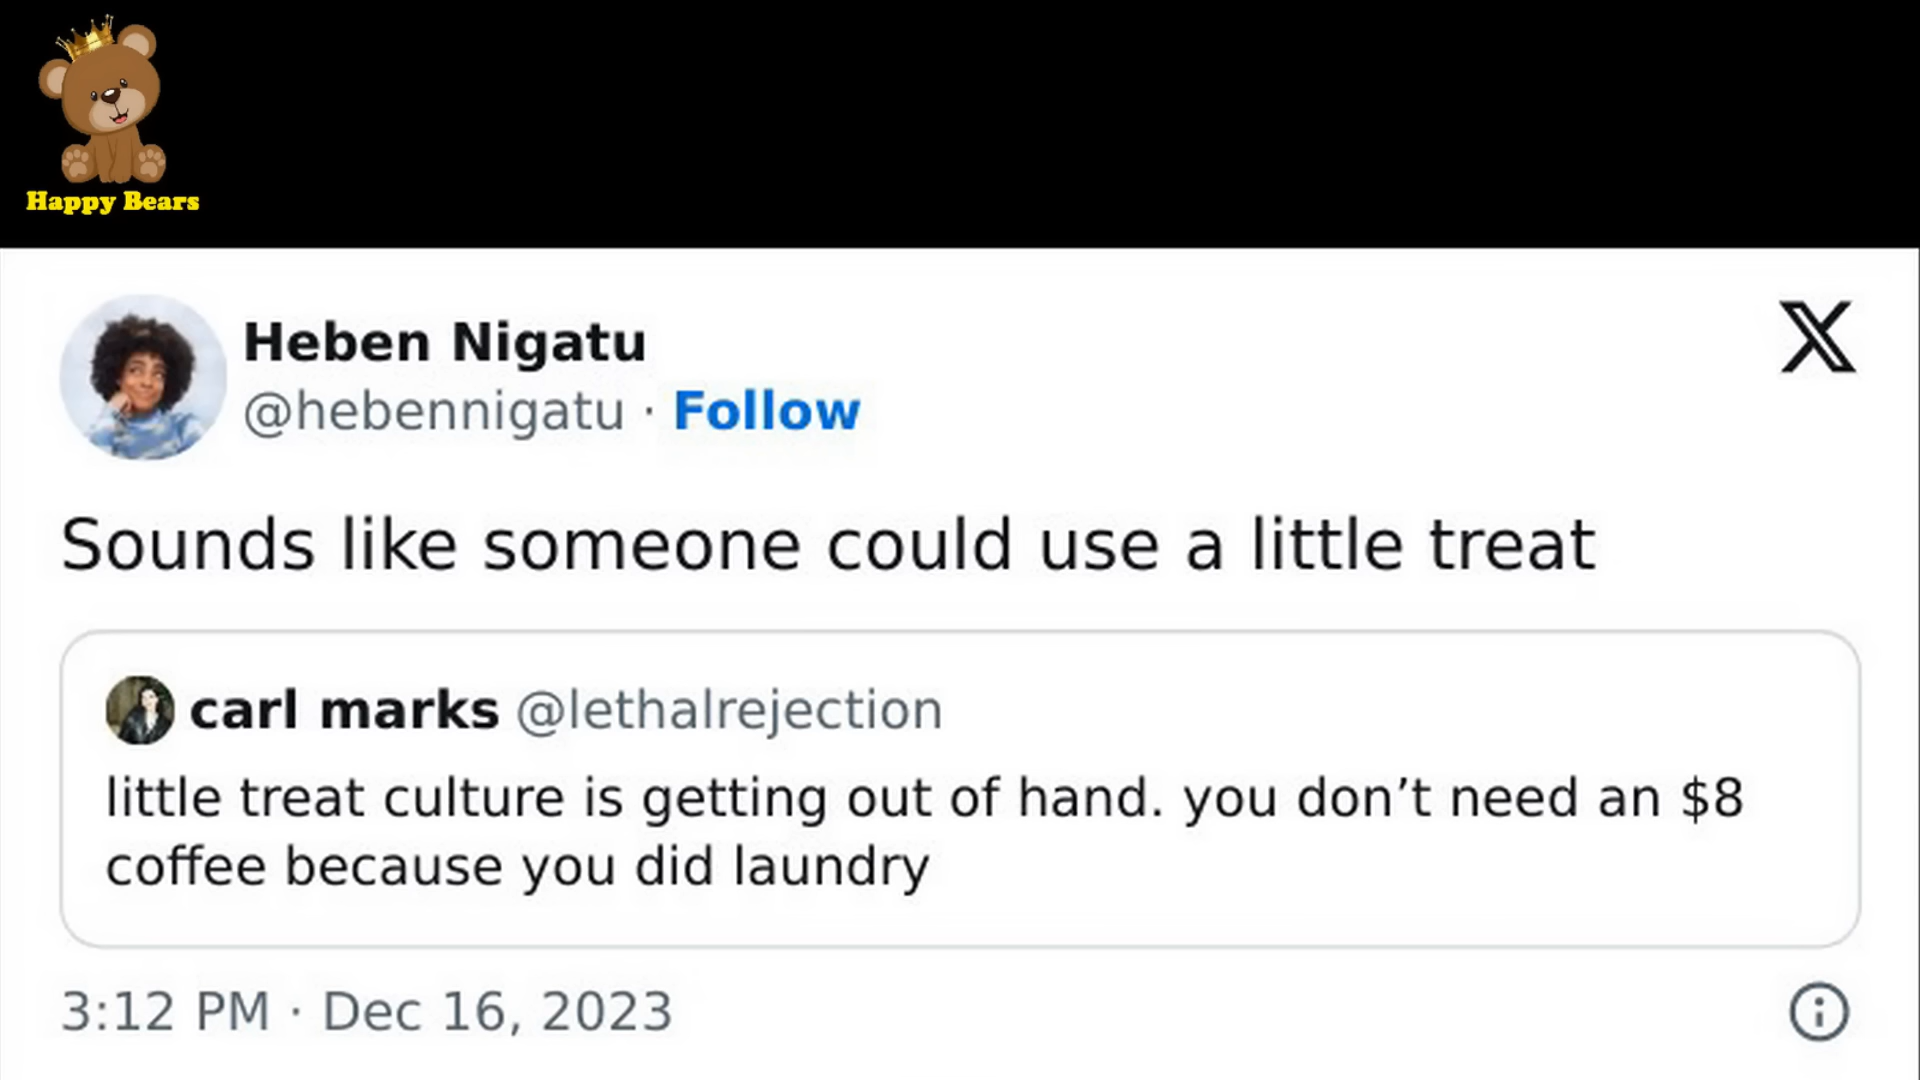 Happy Bears
Heben Nigatu
@hebennigatu · Follow
Sounds like someone could use a little treat
carl marks @lethalrejection
little treat culture is getting out of hand. you don’t need an $8
coffee because you did laundry
3:12 PM · Dec 16, 2023